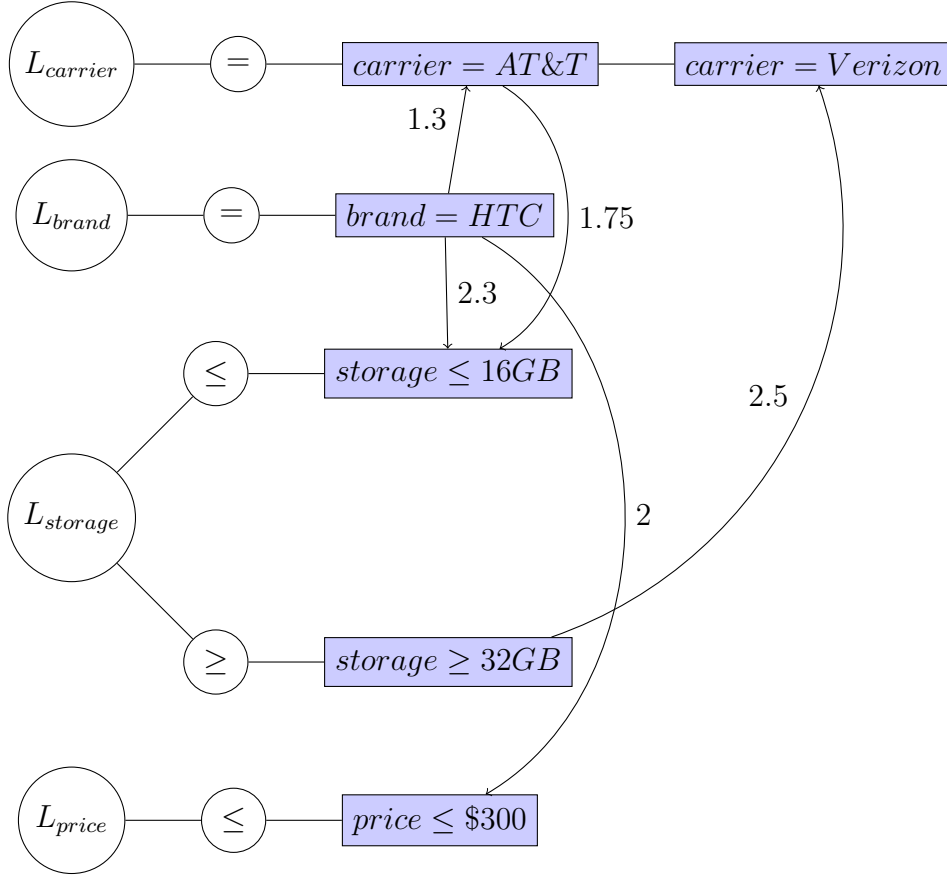 L_carrier = carrier = AT&T carrier = Verizon
1.3
L_brand = brand = HTC 1.75
2.3
≤ storage ≤ 16GB
2.5
L_storage 2
≥ storage ≥ 32GB
L_price ≤ price ≤ $300